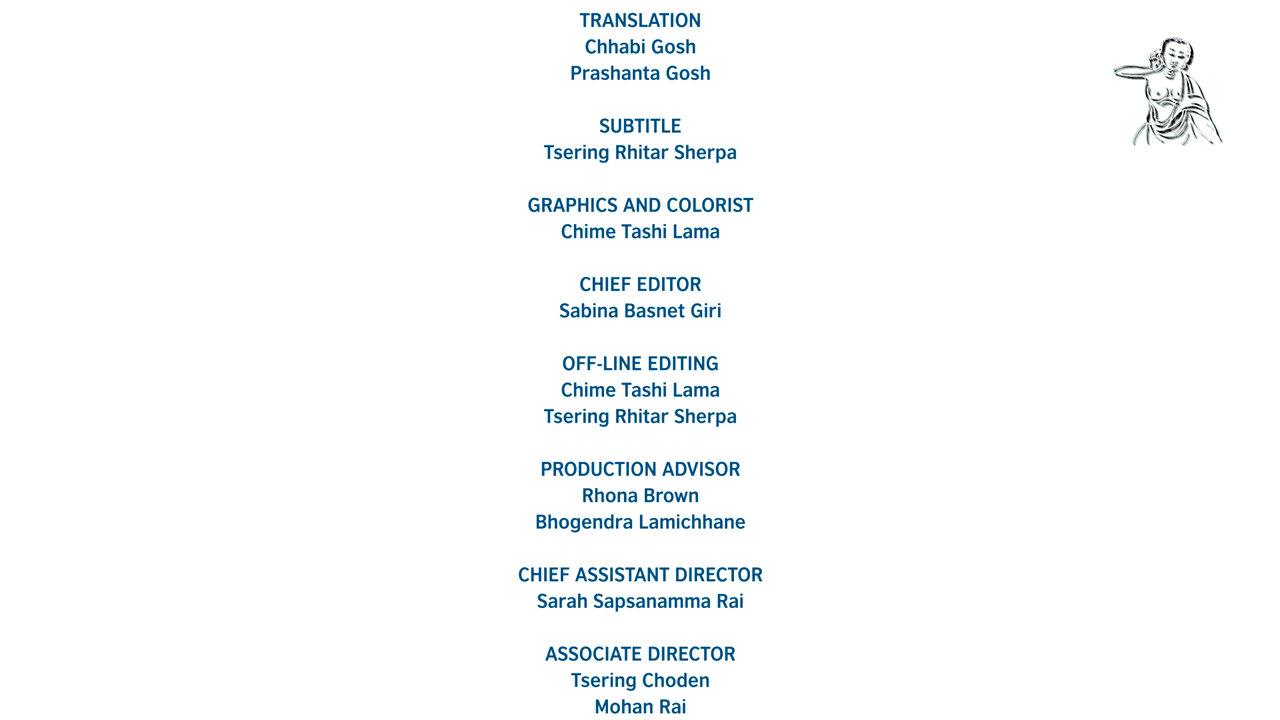 TRANSLATION
Chhabi Gosh
Prashanta Gosh
SUBTITLE
Tsering Rhitar Sherpa
GRAPHICS AND COLORIST
Chime Tashi Lama
CHIEF EDITOR
Sabina Basnet Giri
OFF-LINE EDITING
Chime Tashi Lama
Tsering Rhitar Sherpa
PRODUCTION ADVISOR
Rhona Brown
Bhogendra Lamichhane
CHIEF ASSISTANT DIRECTOR
Sarah Sapsanamma Rai
ASSOCIATE DIRECTOR
Tsering Choden
Mohan Rai